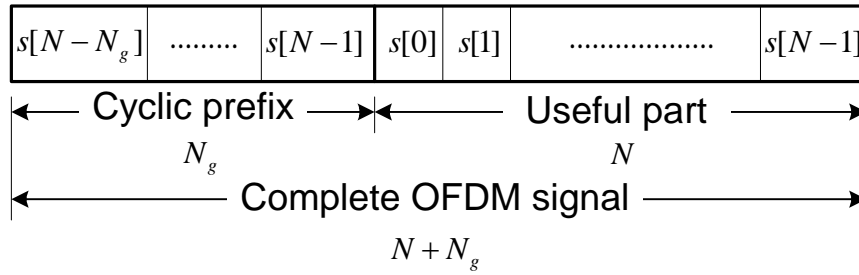 s[N − N_g] ......... s[N −1] s[0] s[1] ..................... s[N −1]
Cyclic prefix Useful part
N_g N
Complete OFDM signal
N + N_g